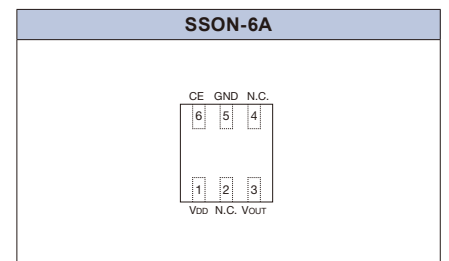 SSON-6A
CE GND N.C.
6 5 4
1 2 3
VDD N.C. VOUT